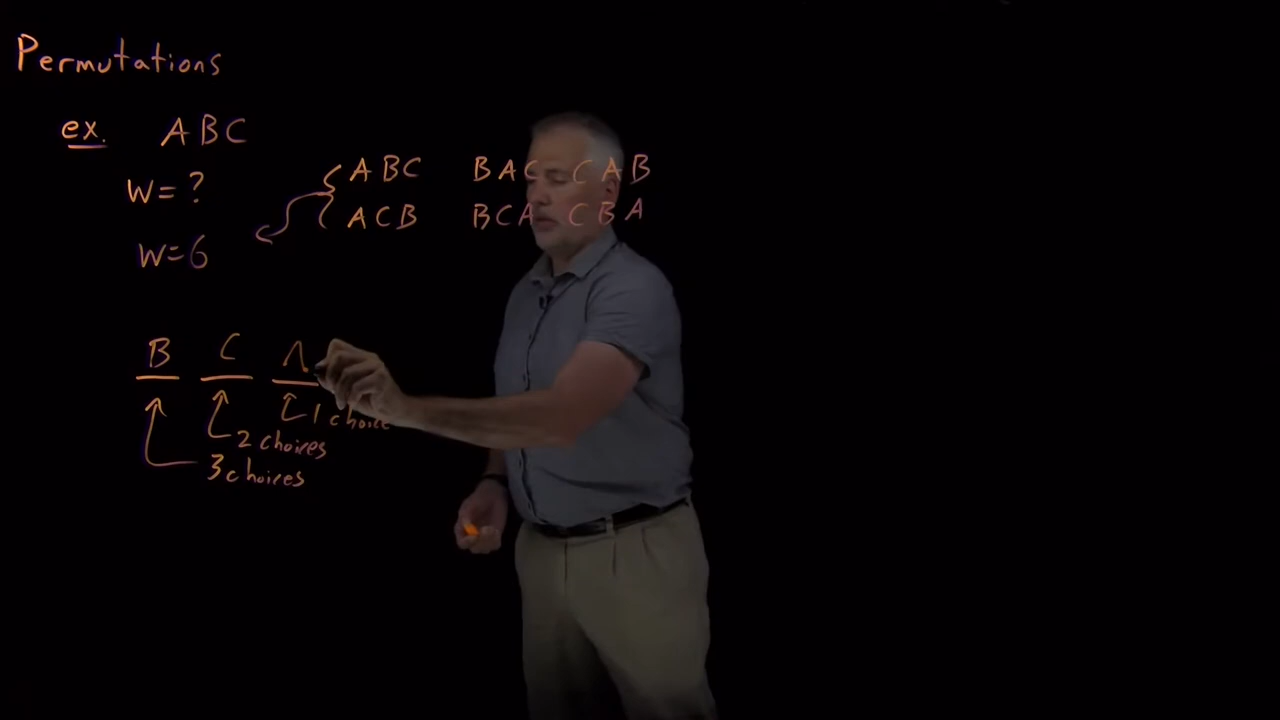 Permutations
ex. ABC
W = ?
ABC BAC CAB
ACB BCA CBA
W = 6
B C A
1 choice
2 choices
3 choices